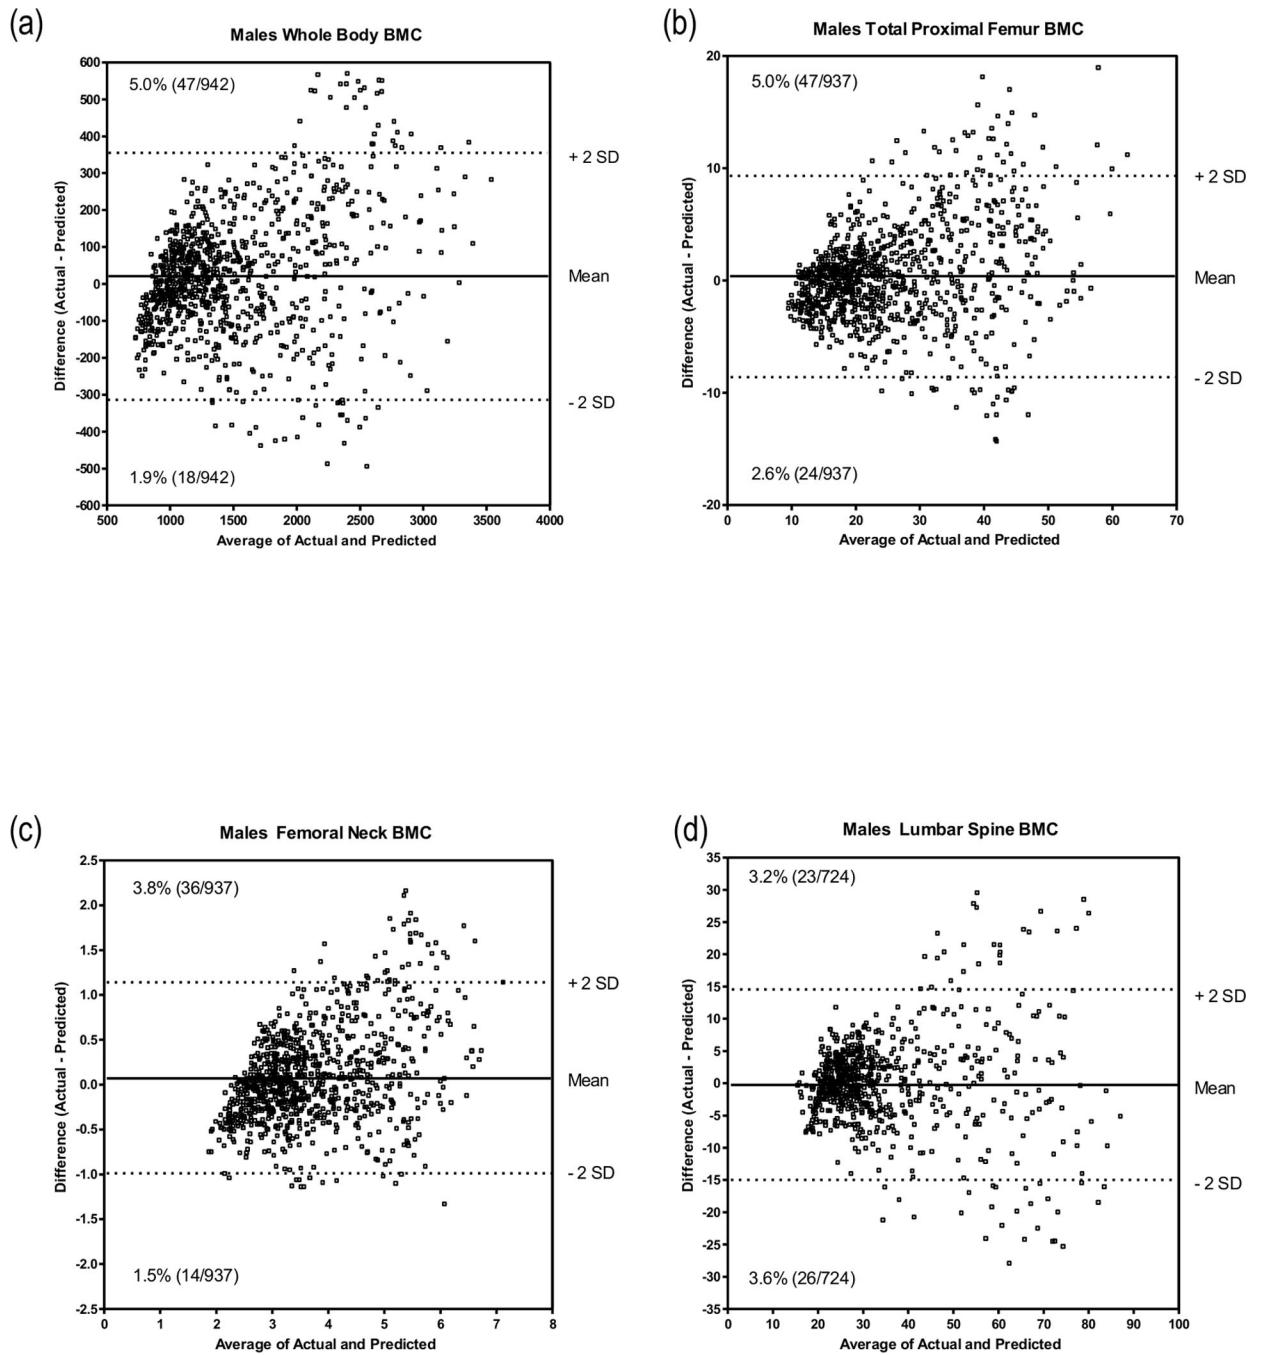 (a)
Males Whole Body BMC
600
500
400
300
200
100
0
-100
-200
-300
-400
-500
-600
Difference (Actual - Predicted)
5.0% (47/942)
1.9% (18/942)
+ 2 SD
Mean
- 2 SD
500 1000 1500 2000 2500 3000 3500 4000
Average of Actual and Predicted
(b)
Males Total Proximal Femur BMC
20
10
0
-10
-20
Difference (Actual - Predicted)
5.0% (47/937)
2.6% (24/937)
+ 2 SD
Mean
- 2 SD
0 10 20 30 40 50 60 70
Average of Actual and Predicted
(c)
Males Femoral Neck BMC
2.5
2.0
1.5
1.0
0.5
0.0
-0.5
-1.0
-1.5
-2.0
-2.5
Difference (Actual - Predicted)
3.8% (36/937)
1.5% (14/937)
+ 2 SD
Mean
- 2 SD
0 1 2 3 4 5 6 7 8
Average of Actual and Predicted
(d)
Males Lumbar Spine BMC
35
30
25
20
15
10
5
0
-5
-10
-15
-20
-25
-30
-35
Difference (Actual - Predicted)
3.2% (23/724)
3.6% (26/724)
+ 2 SD
Mean
- 2 SD
0 10 20 30 40 50 60 70 80 90 100
Average of Actual and Predicted